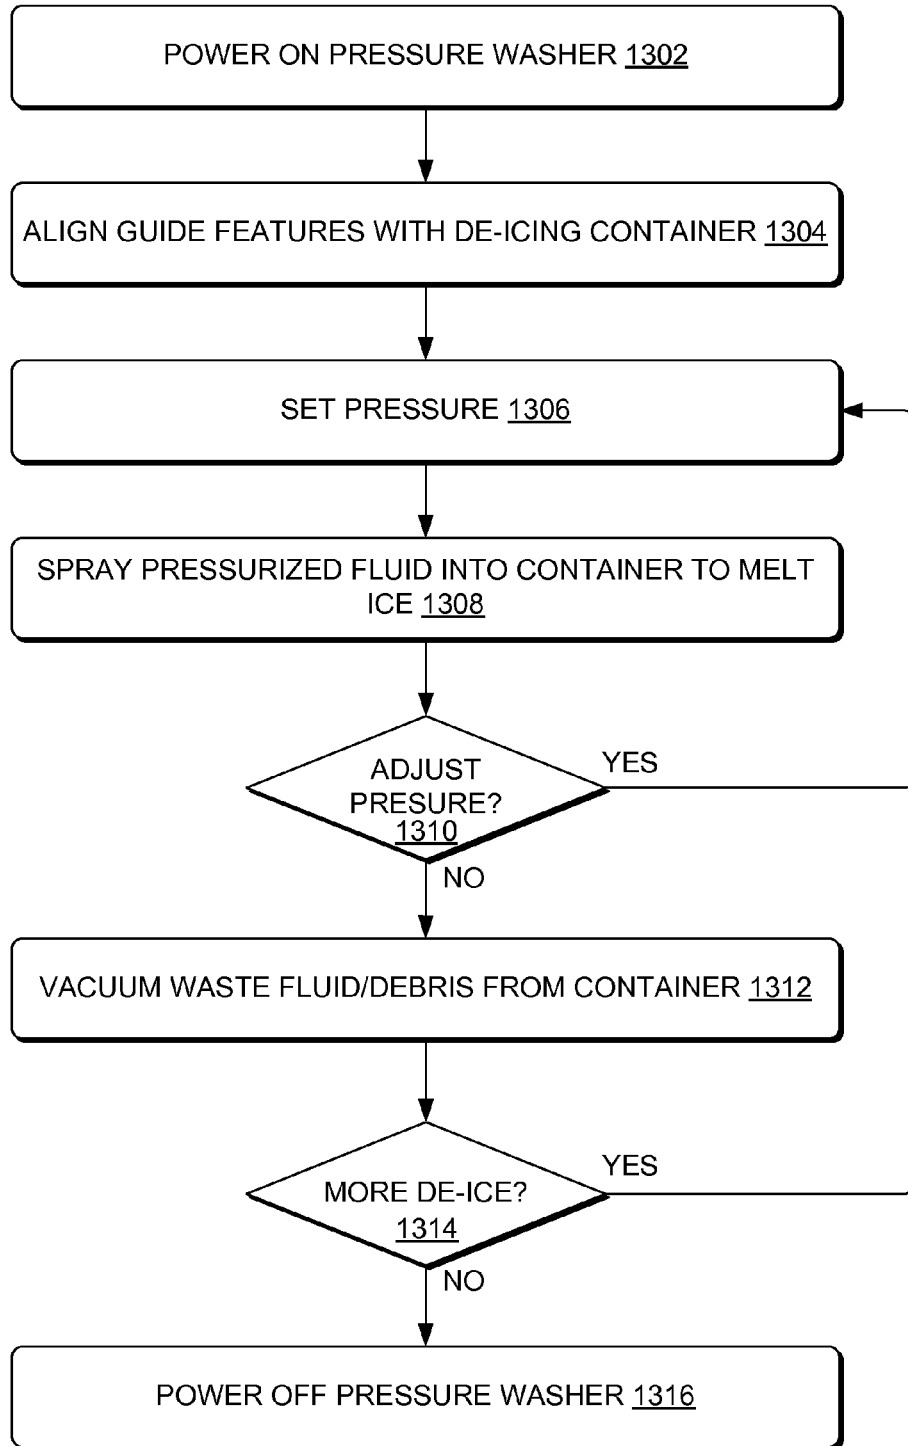 POWER ON PRESSURE WASHER 1302
ALIGN GUIDE FEATURES WITH DE-ICING CONTAINER 1304
SET PRESSURE 1306
SPRAY PRESSURIZED FLUID INTO CONTAINER TO MELT
ICE 1308
ADJUST
PRESURE?
1310
YES
NO
VACUUM WASTE FLUID/DEBRIS FROM CONTAINER 1312
MORE DE-ICE?
1314
YES
NO
POWER OFF PRESSURE WASHER 1316